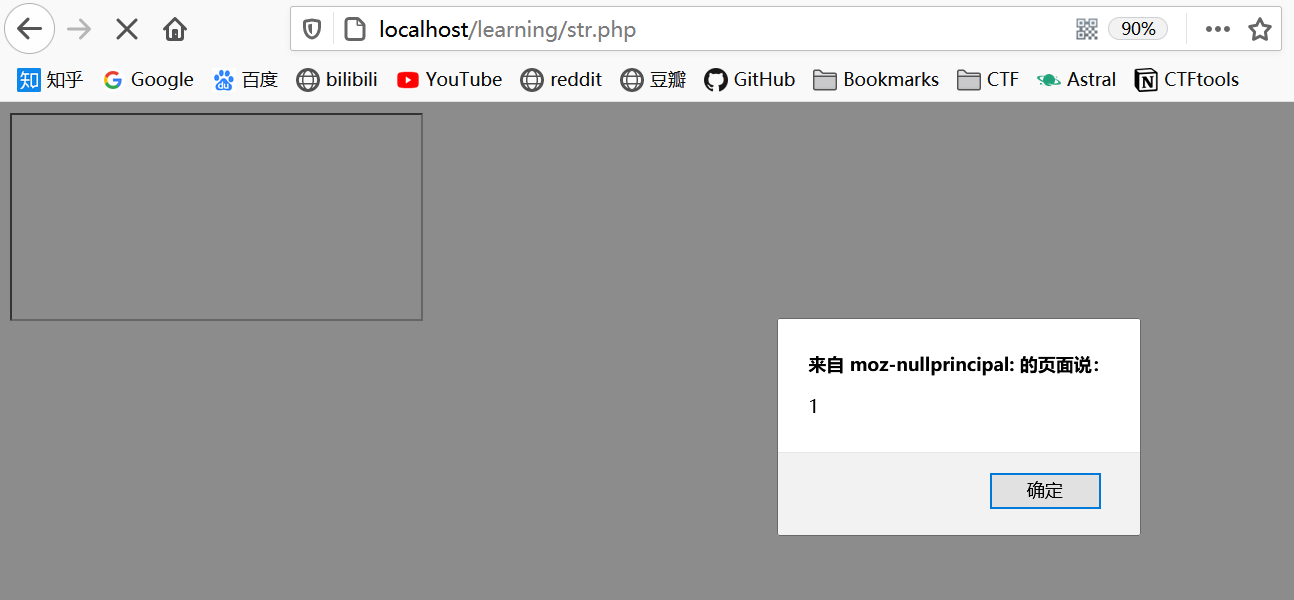 localhost/learning/str.php 90%
知 知乎 Google 百度 bilibili YouTube reddit 豆瓣 GitHub Bookmarks CTF Astral CTFtools
来自 moz-nullprincipal: 的页面说：
1
确定